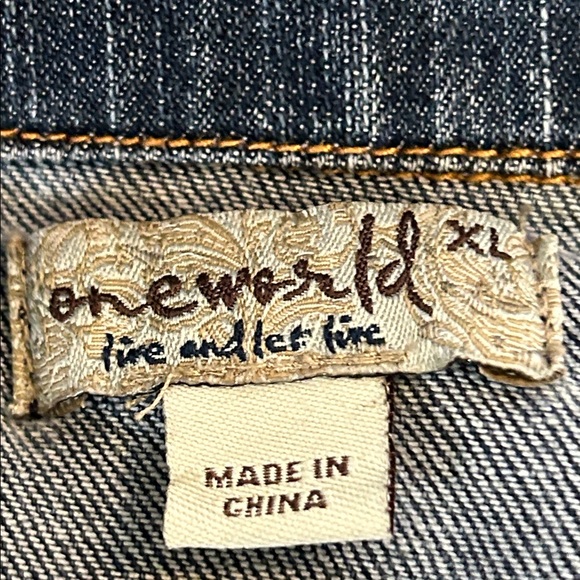 oneworld XL
live and let live
MADE IN
CHINA